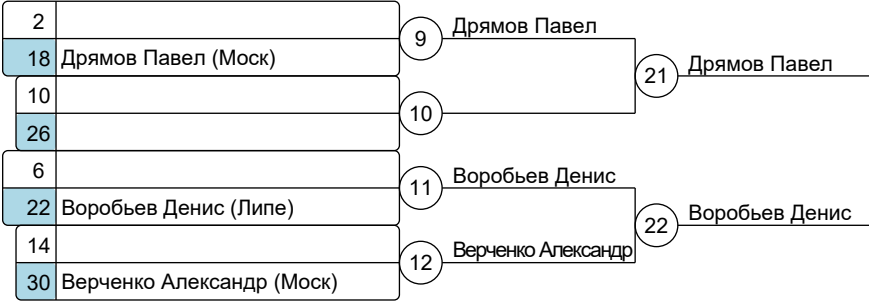 2
18 Дрямов Павел (Моск)
9 Дрямов Павел
10
26
10
21 Дрямов Павел
6
22 Воробьев Денис (Липе)
11 Воробьев Денис
14
30 Верченко Александр (Моск)
12 Верченко Александр
22 Воробьев Денис